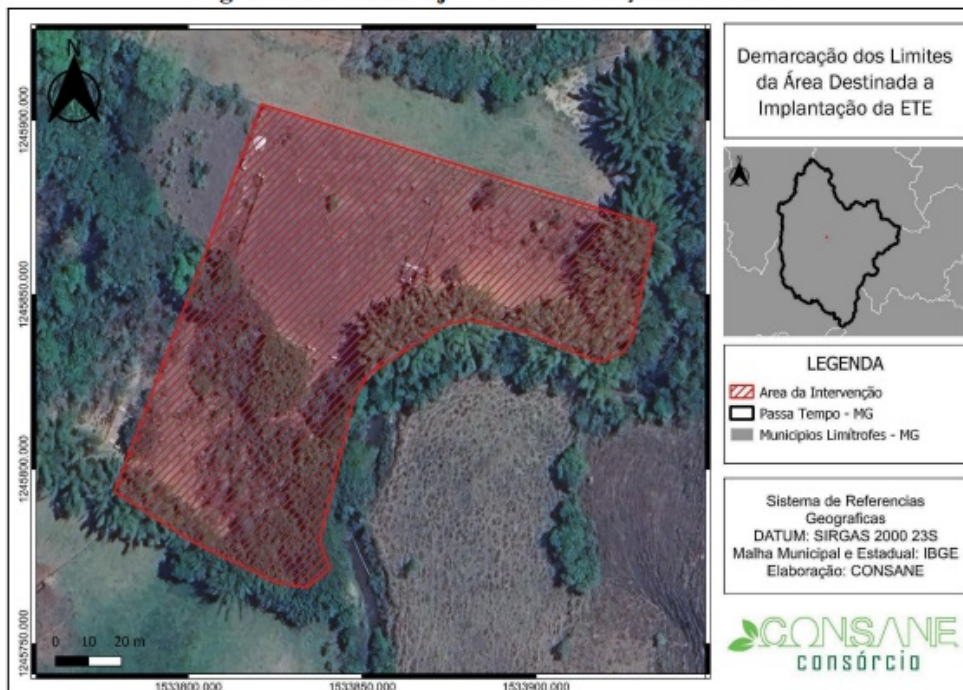 Demarcação dos Limites
da Área Destinada a
Implantação da ETE
N
1245900.000
1245850.000
1245800.000
1245750.000
0 10 20 m
1533800.000 1533850.000 1533900.000
LEGENDA
Area da Intervenção
Passa Tempo - MG
Municipios Limítrofes - MG
Sistema de Referencias
Geograficas
DATUM: SIRGAS 2000 23S
Malha Municipal e Estadual: IBGE
Elaboração: CONSANE
CONSANE
consórcio